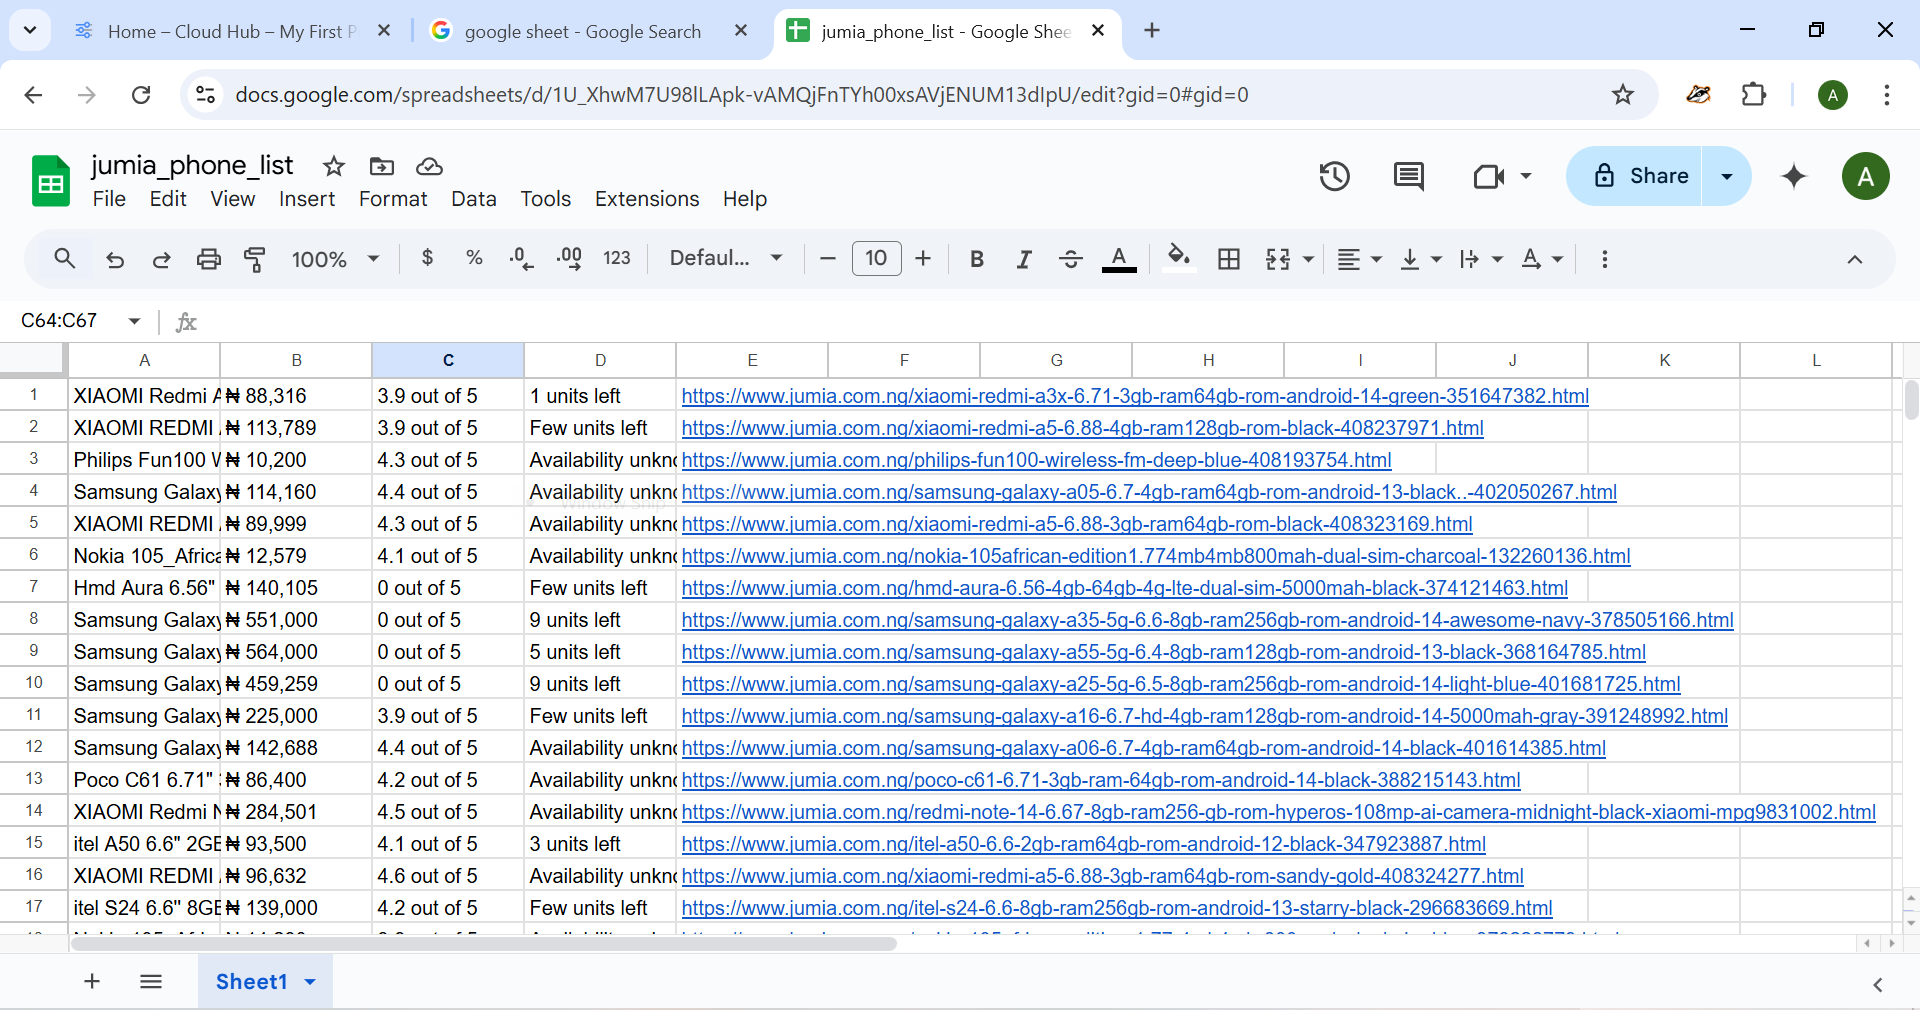 Home – Cloud Hub – My First P
google sheet - Google Search
jumia_phone_list - Google Shee
docs.google.com/spreadsheets/d/1U_XhwM7U98lLApk-vAMQjFnTYh00xsAVjENUM13dIpU/edit?gid=0#gid=0
A
jumia_phone_list
File Edit View Insert Format Data Tools Extensions Help
Share
A
100% $ % .0 .00 123 Defaul... 10 B I A
C64:C67 fx
A B C D E F G H I J K L
1 XIAOMI Redmi A ₦ 88,316 3.9 out of 5 1 units left https://www.jumia.com.ng/xiaomi-redmi-a3x-6.71-3gb-ram64gb-rom-android-14-green-351647382.html
2 XIAOMI REDMI ₦ 113,789 3.9 out of 5 Few units left https://www.jumia.com.ng/xiaomi-redmi-a5-6.88-4gb-ram128gb-rom-black-408237971.html
3 Philips Fun100 W ₦ 10,200 4.3 out of 5 Availability unkno https://www.jumia.com.ng/philips-fun100-wireless-fm-deep-blue-408193754.html
4 Samsung Galaxy ₦ 114,160 4.4 out of 5 Availability unkno https://www.jumia.com.ng/samsung-galaxy-a05-6.7-4gb-ram64gb-rom-android-13-black..-402050267.html
5 XIAOMI REDMI ₦ 89,999 4.3 out of 5 Availability unkno https://www.jumia.com.ng/xiaomi-redmi-a5-6.88-3gb-ram64gb-rom-black-408323169.html
6 Nokia 105_Africa ₦ 12,579 4.1 out of 5 Availability unkno https://www.jumia.com.ng/nokia-105african-edition1.774mb4mb800mah-dual-sim-charcoal-132260136.html
7 Hmd Aura 6.56" ₦ 140,105 0 out of 5 Few units left https://www.jumia.com.ng/hmd-aura-6.56-4gb-64gb-4g-lte-dual-sim-5000mah-black-374121463.html
8 Samsung Galaxy ₦ 551,000 0 out of 5 9 units left https://www.jumia.com.ng/samsung-galaxy-a35-5g-6.6-8gb-ram256gb-rom-android-14-awesome-navy-378505166.html
9 Samsung Galaxy ₦ 564,000 0 out of 5 5 units left https://www.jumia.com.ng/samsung-galaxy-a55-5g-6.4-8gb-ram128gb-rom-android-13-black-368164785.html
10 Samsung Galaxy ₦ 459,259 0 out of 5 9 units left https://www.jumia.com.ng/samsung-galaxy-a25-5g-6.5-8gb-ram256gb-rom-android-14-light-blue-401681725.html
11 Samsung Galaxy ₦ 225,000 3.9 out of 5 Few units left https://www.jumia.com.ng/samsung-galaxy-a16-6.7-hd-4gb-ram128gb-rom-android-14-5000mah-gray-391248992.html
12 Samsung Galaxy ₦ 142,688 4.4 out of 5 Availability unkno https://www.jumia.com.ng/samsung-galaxy-a06-6.7-4gb-ram64gb-rom-android-14-black-401614385.html
13 Poco C61 6.71" ₦ 86,400 4.2 out of 5 Availability unkno https://www.jumia.com.ng/poco-c61-6.71-3gb-ram-64gb-rom-android-14-black-388215143.html
14 XIAOMI Redmi N ₦ 284,501 4.5 out of 5 Availability unkno https://www.jumia.com.ng/redmi-note-14-6.67-8gb-ram256-gb-rom-hyperos-108mp-ai-camera-midnight-black-xiaomi-mpg9831002.html
15 itel A50 6.6" 2GB ₦ 93,500 4.1 out of 5 3 units left https://www.jumia.com.ng/itel-a50-6.6-2gb-ram64gb-rom-android-12-black-347923887.html
16 XIAOMI REDMI ₦ 96,632 4.6 out of 5 Availability unkno https://www.jumia.com.ng/xiaomi-redmi-a5-6.88-3gb-ram64gb-rom-sandy-gold-408324277.html
17 itel S24 6.6" 8GB ₦ 139,000 4.2 out of 5 Few units left https://www.jumia.com.ng/itel-s24-6.6-8gb-ram256gb-rom-android-13-starry-black-296683669.html
Sheet1